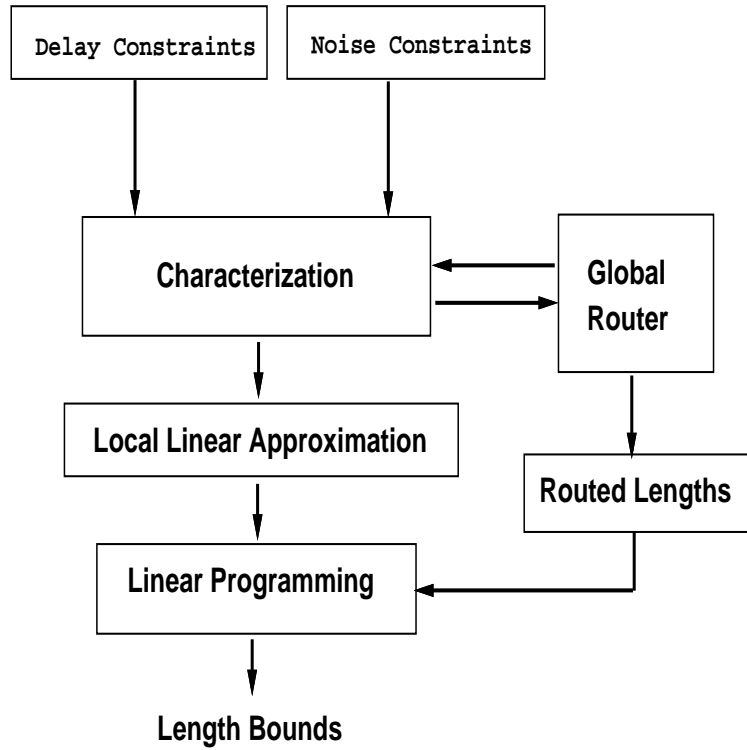 Delay Constraints
Noise Constraints
Characterization
Global
Router
Local Linear Approximation
Routed Lengths
Linear Programming
Length Bounds